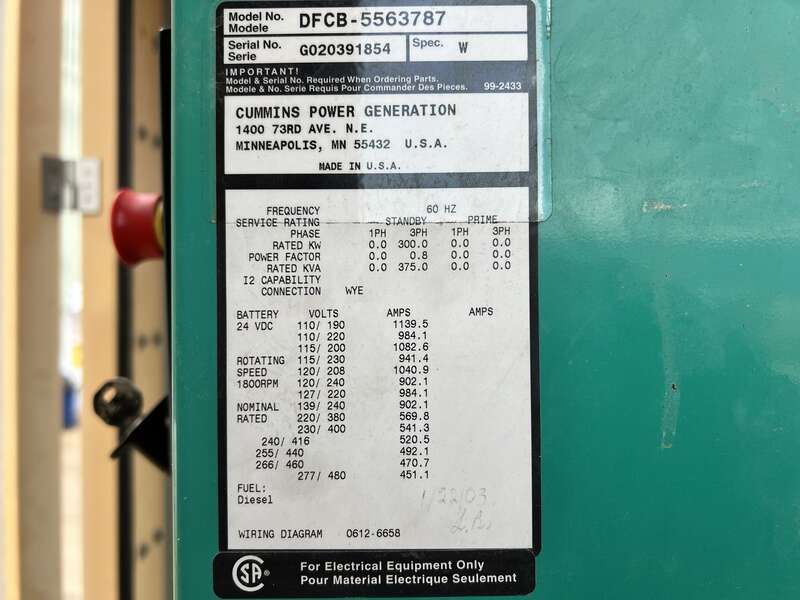 Model No. DFCB-5563787
Modele
Serial No. G020391854 Spec. W
Serie
IMPORTANT!
Model & Serial No. Required When Ordering Parts.
Modele & No. Serie Requis Pour Commander Des Pieces. 99-2433
CUMMINS POWER GENERATION
1400 73RD AVE. N.E.
MINNEAPOLIS, MN 55432 U.S.A.
MADE IN U.S.A.
FREQUENCY 60 HZ
SERVICE RATING STANDBY PRIME
PHASE 1PH 3PH 1PH 3PH
RATED KW 0.0 300.0 0.0 0.0
POWER FACTOR 0.0 0.8 0.0 0.0
RATED KVA 0.0 375.0 0.0 0.0
I2 CAPABILITY
CONNECTION WYE
BATTERY VOLTS AMPS AMPS
24 VDC 110/ 190 1139.5
110/ 220 984.1
115/ 200 1082.6
ROTATING 115/ 230 941.4
SPEED 120/ 208 1040.9
1800RPM 120/ 240 902.1
127/ 220 984.1
NOMINAL 139/ 240 902.1
RATED 220/ 380 569.8
230/ 400 541.3
240/ 416 520.5
255/ 440 492.1
266/ 460 470.7
277/ 480 451.1
FUEL:
Diesel
1/22/03
WIRING DIAGRAM 0612-6658
SA®
For Electrical Equipment Only
Pour Material Electrique Seulement